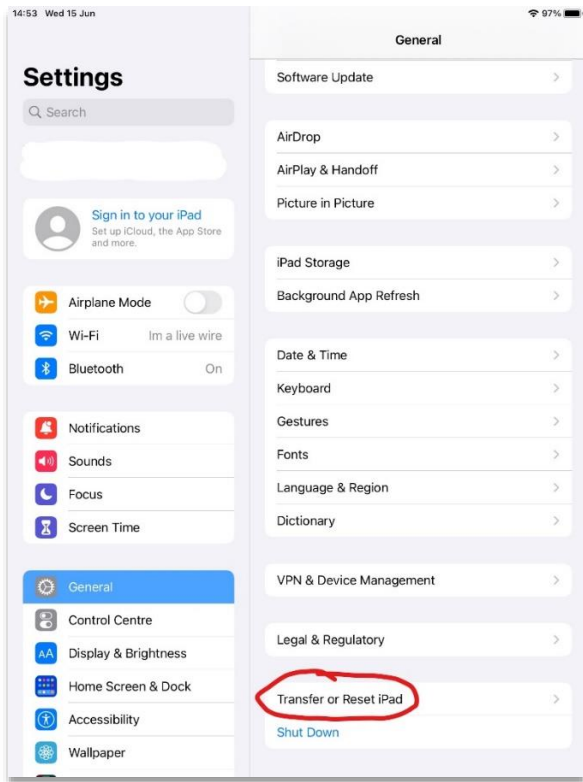 14:53 Wed 15 Jun
97%
Settings
Search
Sign in to your iPad
Set up iCloud, the App Store
and more.
Airplane Mode
Wi-Fi Im a live wire
Bluetooth On
Notifications
Sounds
Focus
Screen Time
General
Control Centre
Display & Brightness
Home Screen & Dock
Accessibility
Wallpaper
General
Software Update
AirDrop
AirPlay & Handoff
Picture in Picture
iPad Storage
Background App Refresh
Date & Time
Keyboard
Gestures
Fonts
Language & Region
Dictionary
VPN & Device Management
Legal & Regulatory
Transfer or Reset iPad
Shut Down